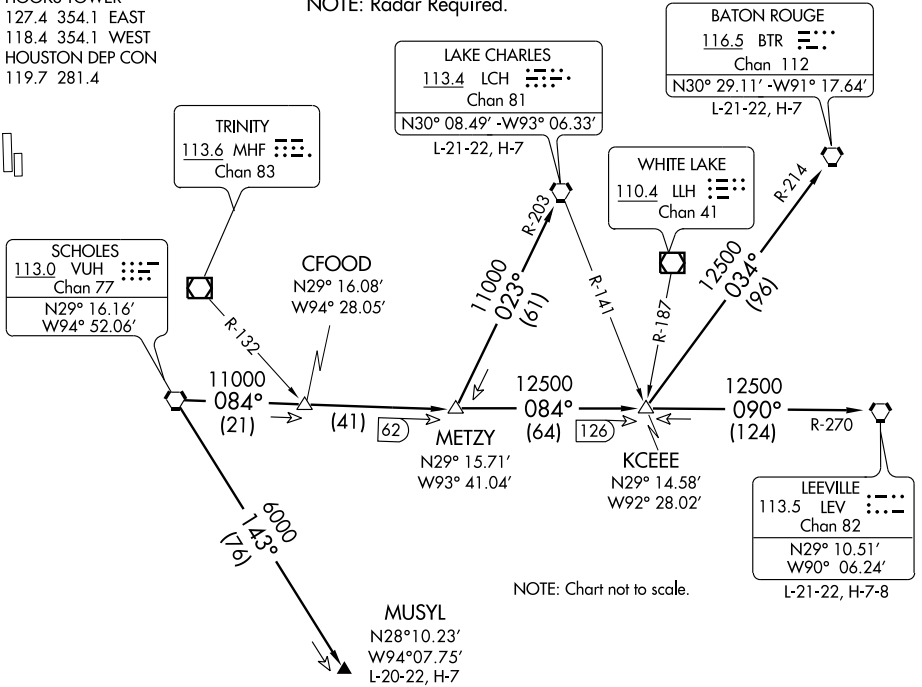 127.4 354.1 EAST
118.4 354.1 WEST
HOUSTON DEP CON
119.7 281.4
NOTE: Radar Required.
BATON ROUGE
116.5 BTR
Chan 112
N30° 29.11' -W91° 17.64'
L-21-22, H-7
LAKE CHARLES
113.4 LCH
Chan 81
N30° 08.49' -W93° 06.33'
L-21-22, H-7
TRINITY
113.6 MHF
Chan 83
WHITE LAKE
110.4 LLH
Chan 41
SCHOLES
113.0 VUH
Chan 77
N29° 16.16'
W94° 52.06'
CFOOD
N29° 16.08'
W94° 28.05'
R-132
R-203
11000
023°
(61)
R-141
R-187
R-214
12500
034°
(96)
11000
084°
(21)
(41)
62
12500
084°
(64)
126
12500
090°
(124)
R-270
METZY
N29° 15.71'
W93° 41.04'
KCEEE
N29° 14.58'
W92° 28.02'
LEEVILLE
113.5 LEV
Chan 82
N29° 10.51'
W90° 06.24'
L-21-22, H-7-8
6000
143°
(76)
NOTE: Chart not to scale.
MUSYL
N28°10.23'
W94°07.75'
L-20-22, H-7